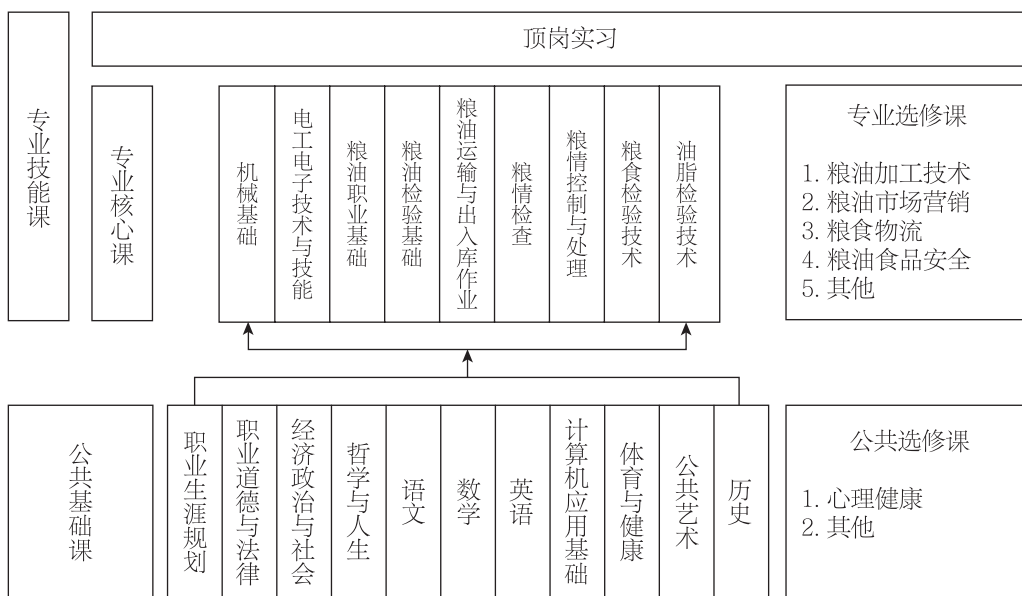 顶岗实习
专业技能课
专业核心课
机械基础
电工电子技术与技能
粮油职业基础
粮油检验基础
粮油运输与出入库作业
粮情检查
粮情控制与处理
粮食检验技术
油脂检验技术
专业选修课
1. 粮油加工技术
2. 粮油市场营销
3. 粮食物流
4. 粮油食品安全
5. 其他
公共基础课
职业生涯规划
职业道德与法律
经济政治与社会
哲学与人生
语文
数学
英语
计算机应用基础
体育与健康
公共艺术
历史
公共选修课
1. 心理健康
2. 其他